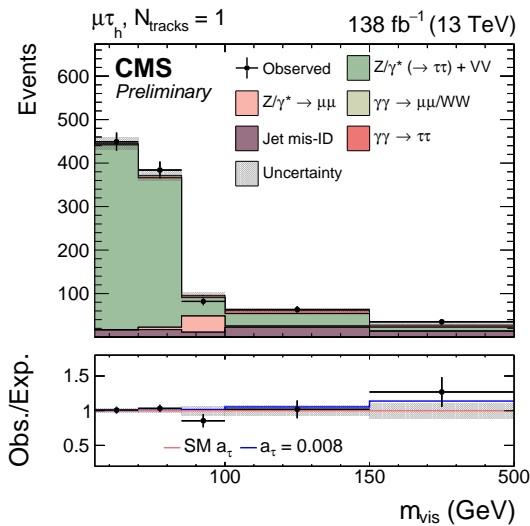 μτ_h, N_tracks = 1 138 fb⁻¹ (13 TeV)
Events
600
500
400
300
200
100
CMS
Preliminary
Observed
Z/γ* (→ ττ) + VV
Z/γ* → μμ
γγ → μμ/WW
Jet mis-ID
γγ → ττ
Uncertainty
Obs./Exp.
1.5
1
0.5
SM a_τ
a_τ = 0.008
100 150 500
m_vis (GeV)